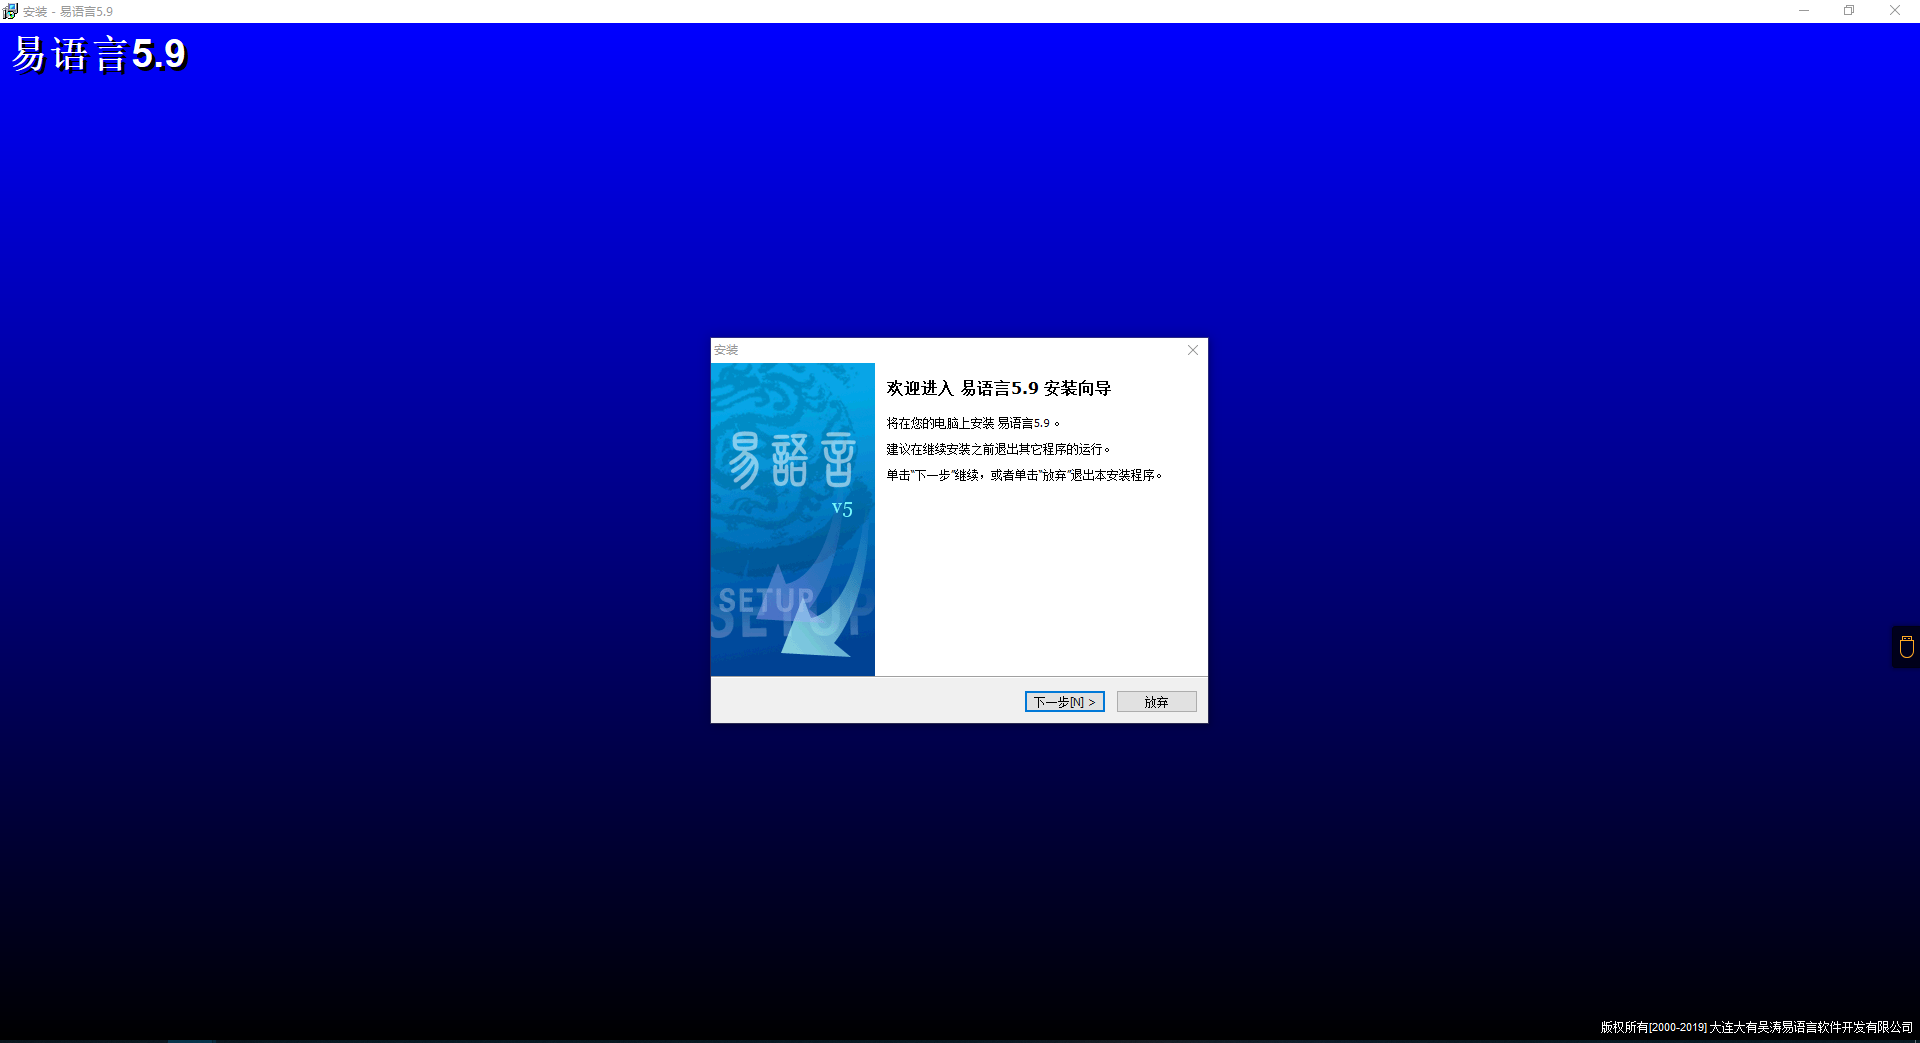 安装 - 易语言5.9
易语言5.9
安装
易語言
v5
SETUP
SETUP
欢迎进入 易语言5.9 安装向导
将在您的电脑上安装 易语言5.9 。
建议在继续安装之前退出其它程序的运行。
单击“下一步”继续，或者单击“放弃”退出本安装程序。
下一步[N] >
放弃
版权所有[2000-2019] 大连大有吴涛易语言软件开发有限公司